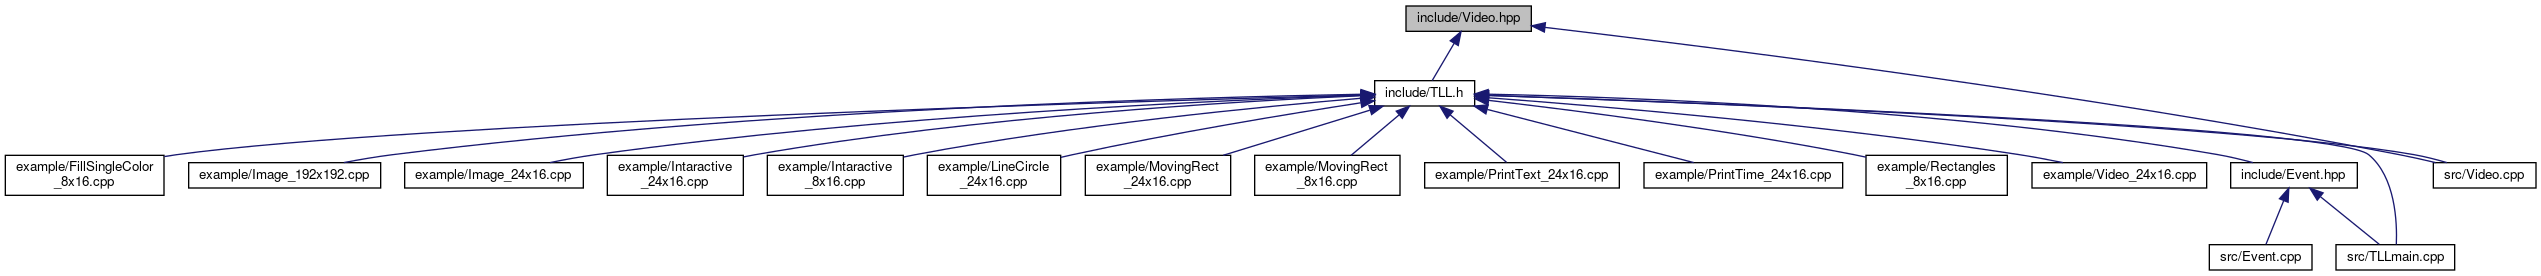 include/Video.hpp
include/TLL.h
example/FillSingleColor
_8x16.cpp
example/Image_192x192.cpp
example/Image_24x16.cpp
example/Intaractive
_24x16.cpp
example/Intaractive
_8x16.cpp
example/LineCircle
_24x16.cpp
example/MovingRect
_24x16.cpp
example/MovingRect
_8x16.cpp
example/PrintText_24x16.cpp
example/PrintTime_24x16.cpp
example/Rectangles
_8x16.cpp
example/Video_24x16.cpp
include/Event.hpp
src/Video.cpp
src/Event.cpp
src/TLLmain.cpp